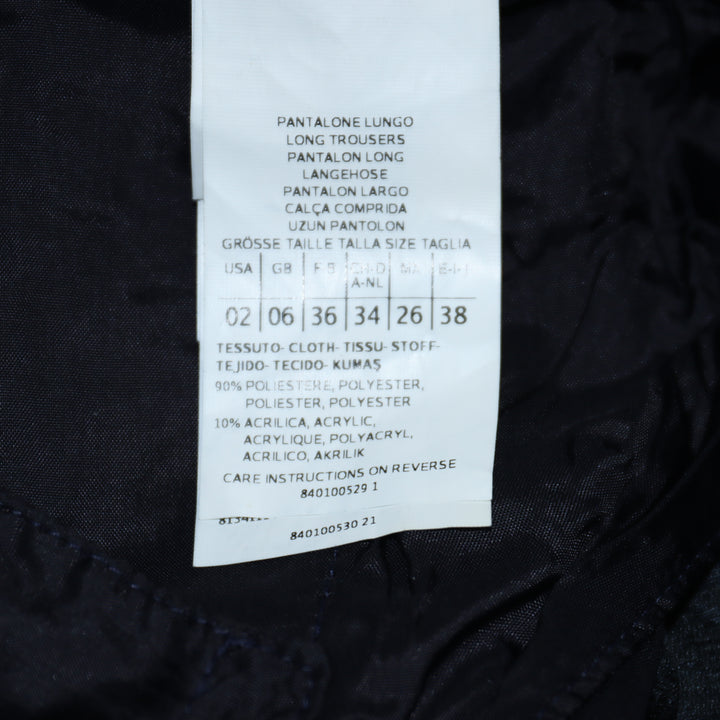 PANTALONE LUNGO
LONG TROUSERS
PANTALON LONG
LANGEHOSE
PANTALON LARGO
CALÇA COMPRIDA
UZUN PANTOLON
GRÖSSE TAILLE TALLA SIZE TAGLIA
USA GB F-B CH-D MA E-I-
A-NL
02 06 36 34 26 38
TESSUTO- CLOTH- TISSU- STOFF-
TEJIDO- TECIDO- KUMAŞ
90% POLIESTERE, POLYESTER,
POLIESTER, POLYESTER
10% ACRILICA, ACRYLIC,
ACRYLIQUE, POLYACRYL,
ACRILICO, AKRILIK
CARE INSTRUCTIONS ON REVERSE
840100529 1
840100530 21